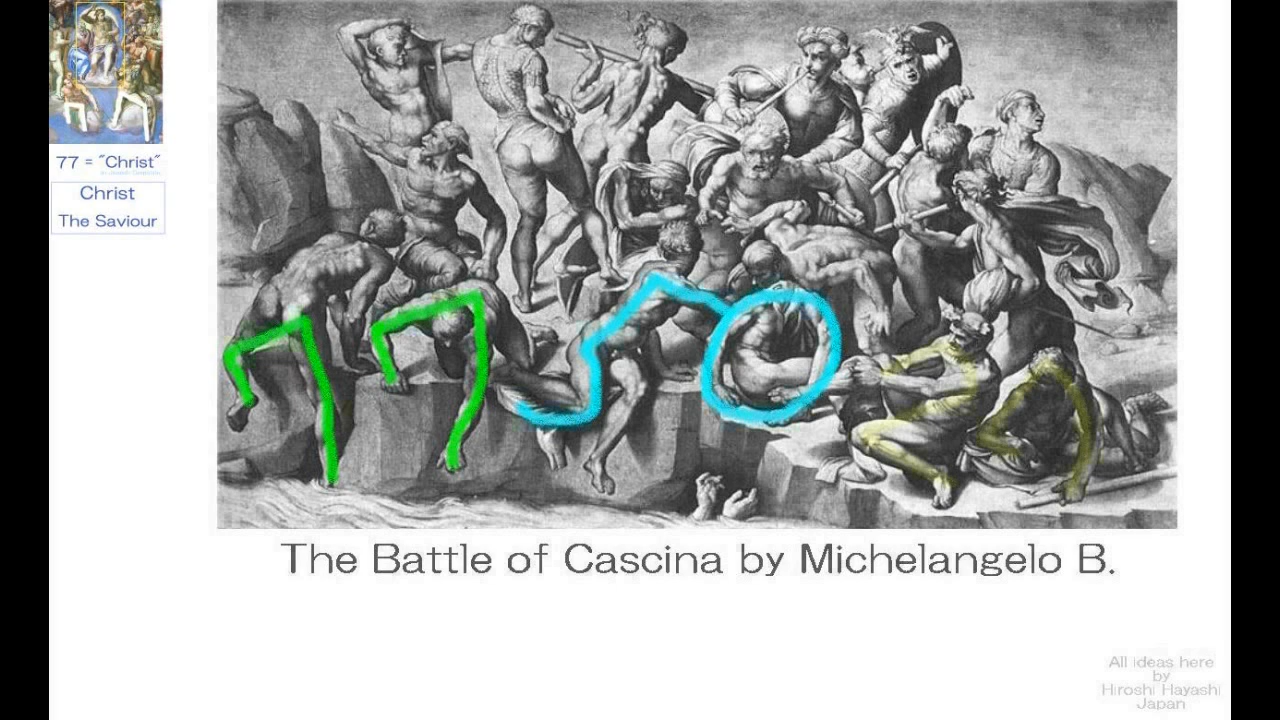 77 = "Christ"
Christ
The Saviour
The Battle of Cascina by Michelangelo B.
All ideas here
by
Hiroshi Hayashi
Japan